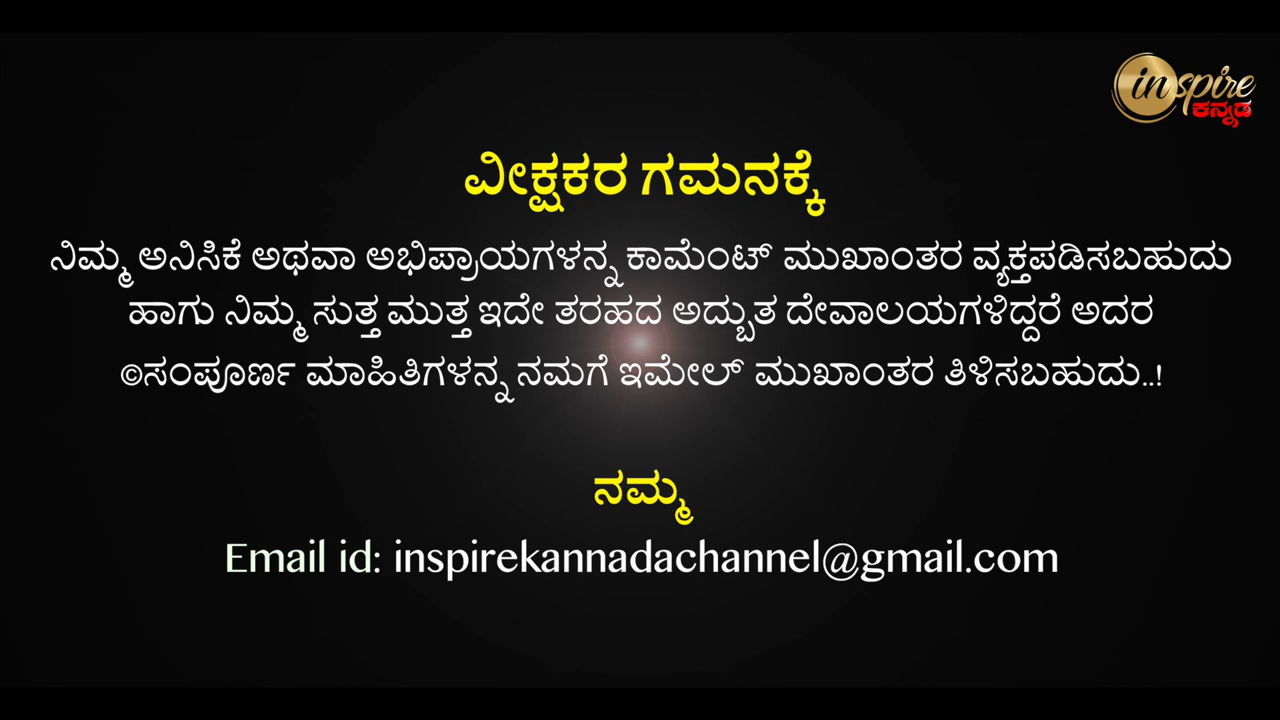 inspire
ಕನ್ನಡ
ವೀಕ್ಷಕರ ಗಮನಕ್ಕೆ
ನಿಮ್ಮ ಅನಿಸಿಕೆ ಅಥವಾ ಅಭಿಪ್ರಾಯಗಳನ್ನ ಕಾಮೆಂಟ್ ಮುಖಾಂತರ ವ್ಯಕ್ತಪಡಿಸಬಹುದು
ಹಾಗು ನಿಮ್ಮ ಸುತ್ತ ಮುತ್ತ ಇದೇ ತರಹದ ಅದ್ಬುತ ದೇವಾಲಯಗಳಿದ್ದರೆ ಅದರ
©ಸಂಪೂರ್ಣ ಮಾಹಿತಿಗಳನ್ನ ನಮಗೆ ಇಮೇಲ್ ಮುಖಾಂತರ ತಿಳಿಸಬಹುದು..!
ನಮ್ಮ
Email id: inspirekannadachannel@gmail.com